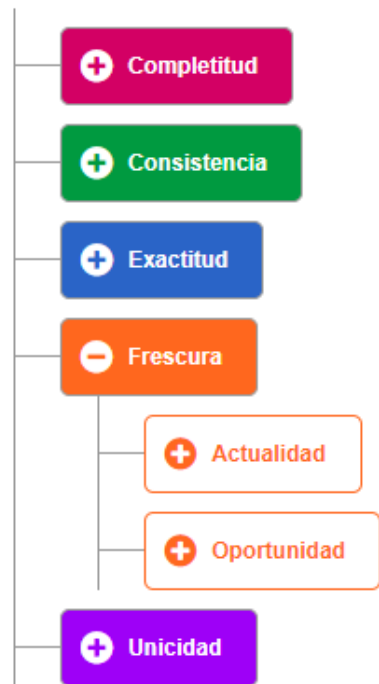 Completitud
Consistencia
Exactitud
Frescura
Actualidad
Oportunidad
Unicidad